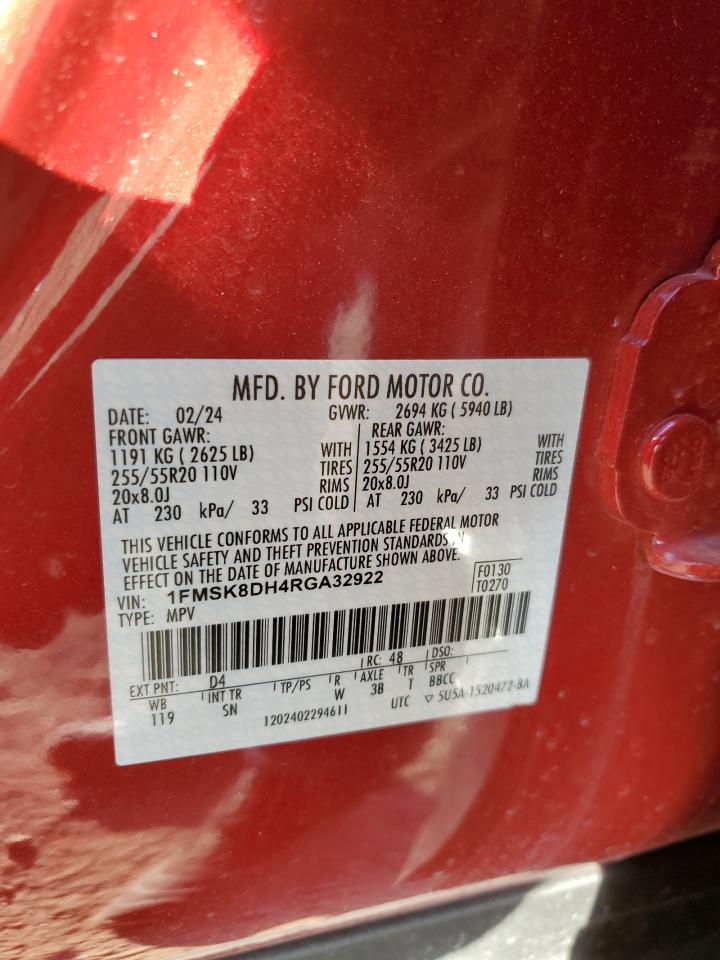 MFD. BY FORD MOTOR CO.
DATE: 02/24 GVWR: 2694 KG ( 5940 LB)
FRONT GAWR: REAR GAWR:
1191 KG ( 2625 LB) WITH 1554 KG ( 3425 LB) WITH
255/55R20 110V TIRES 255/55R20 110V TIRES
20x8.0J RIMS 20x8.0J RIMS
AT 230 kPa/ 33 PSI COLD AT 230 kPa/ 33 PSI COLD
THIS VEHICLE CONFORMS TO ALL APPLICABLE FEDERAL MOTOR
VEHICLE SAFETY AND THEFT PREVENTION STANDARDS IN
EFFECT ON THE DATE OF MANUFACTURE SHOWN ABOVE.
VIN: 1FMSK8DH4RGA32922 F0130
TYPE: MPV T0270
EXT PNT: D4 RC: 48 DSO:
WB INT TR TP/PS R AXLE TR SPR
119 SN W 3B T BBCC
1202402294611 UTC ▽ 5U5A-1520472-BA